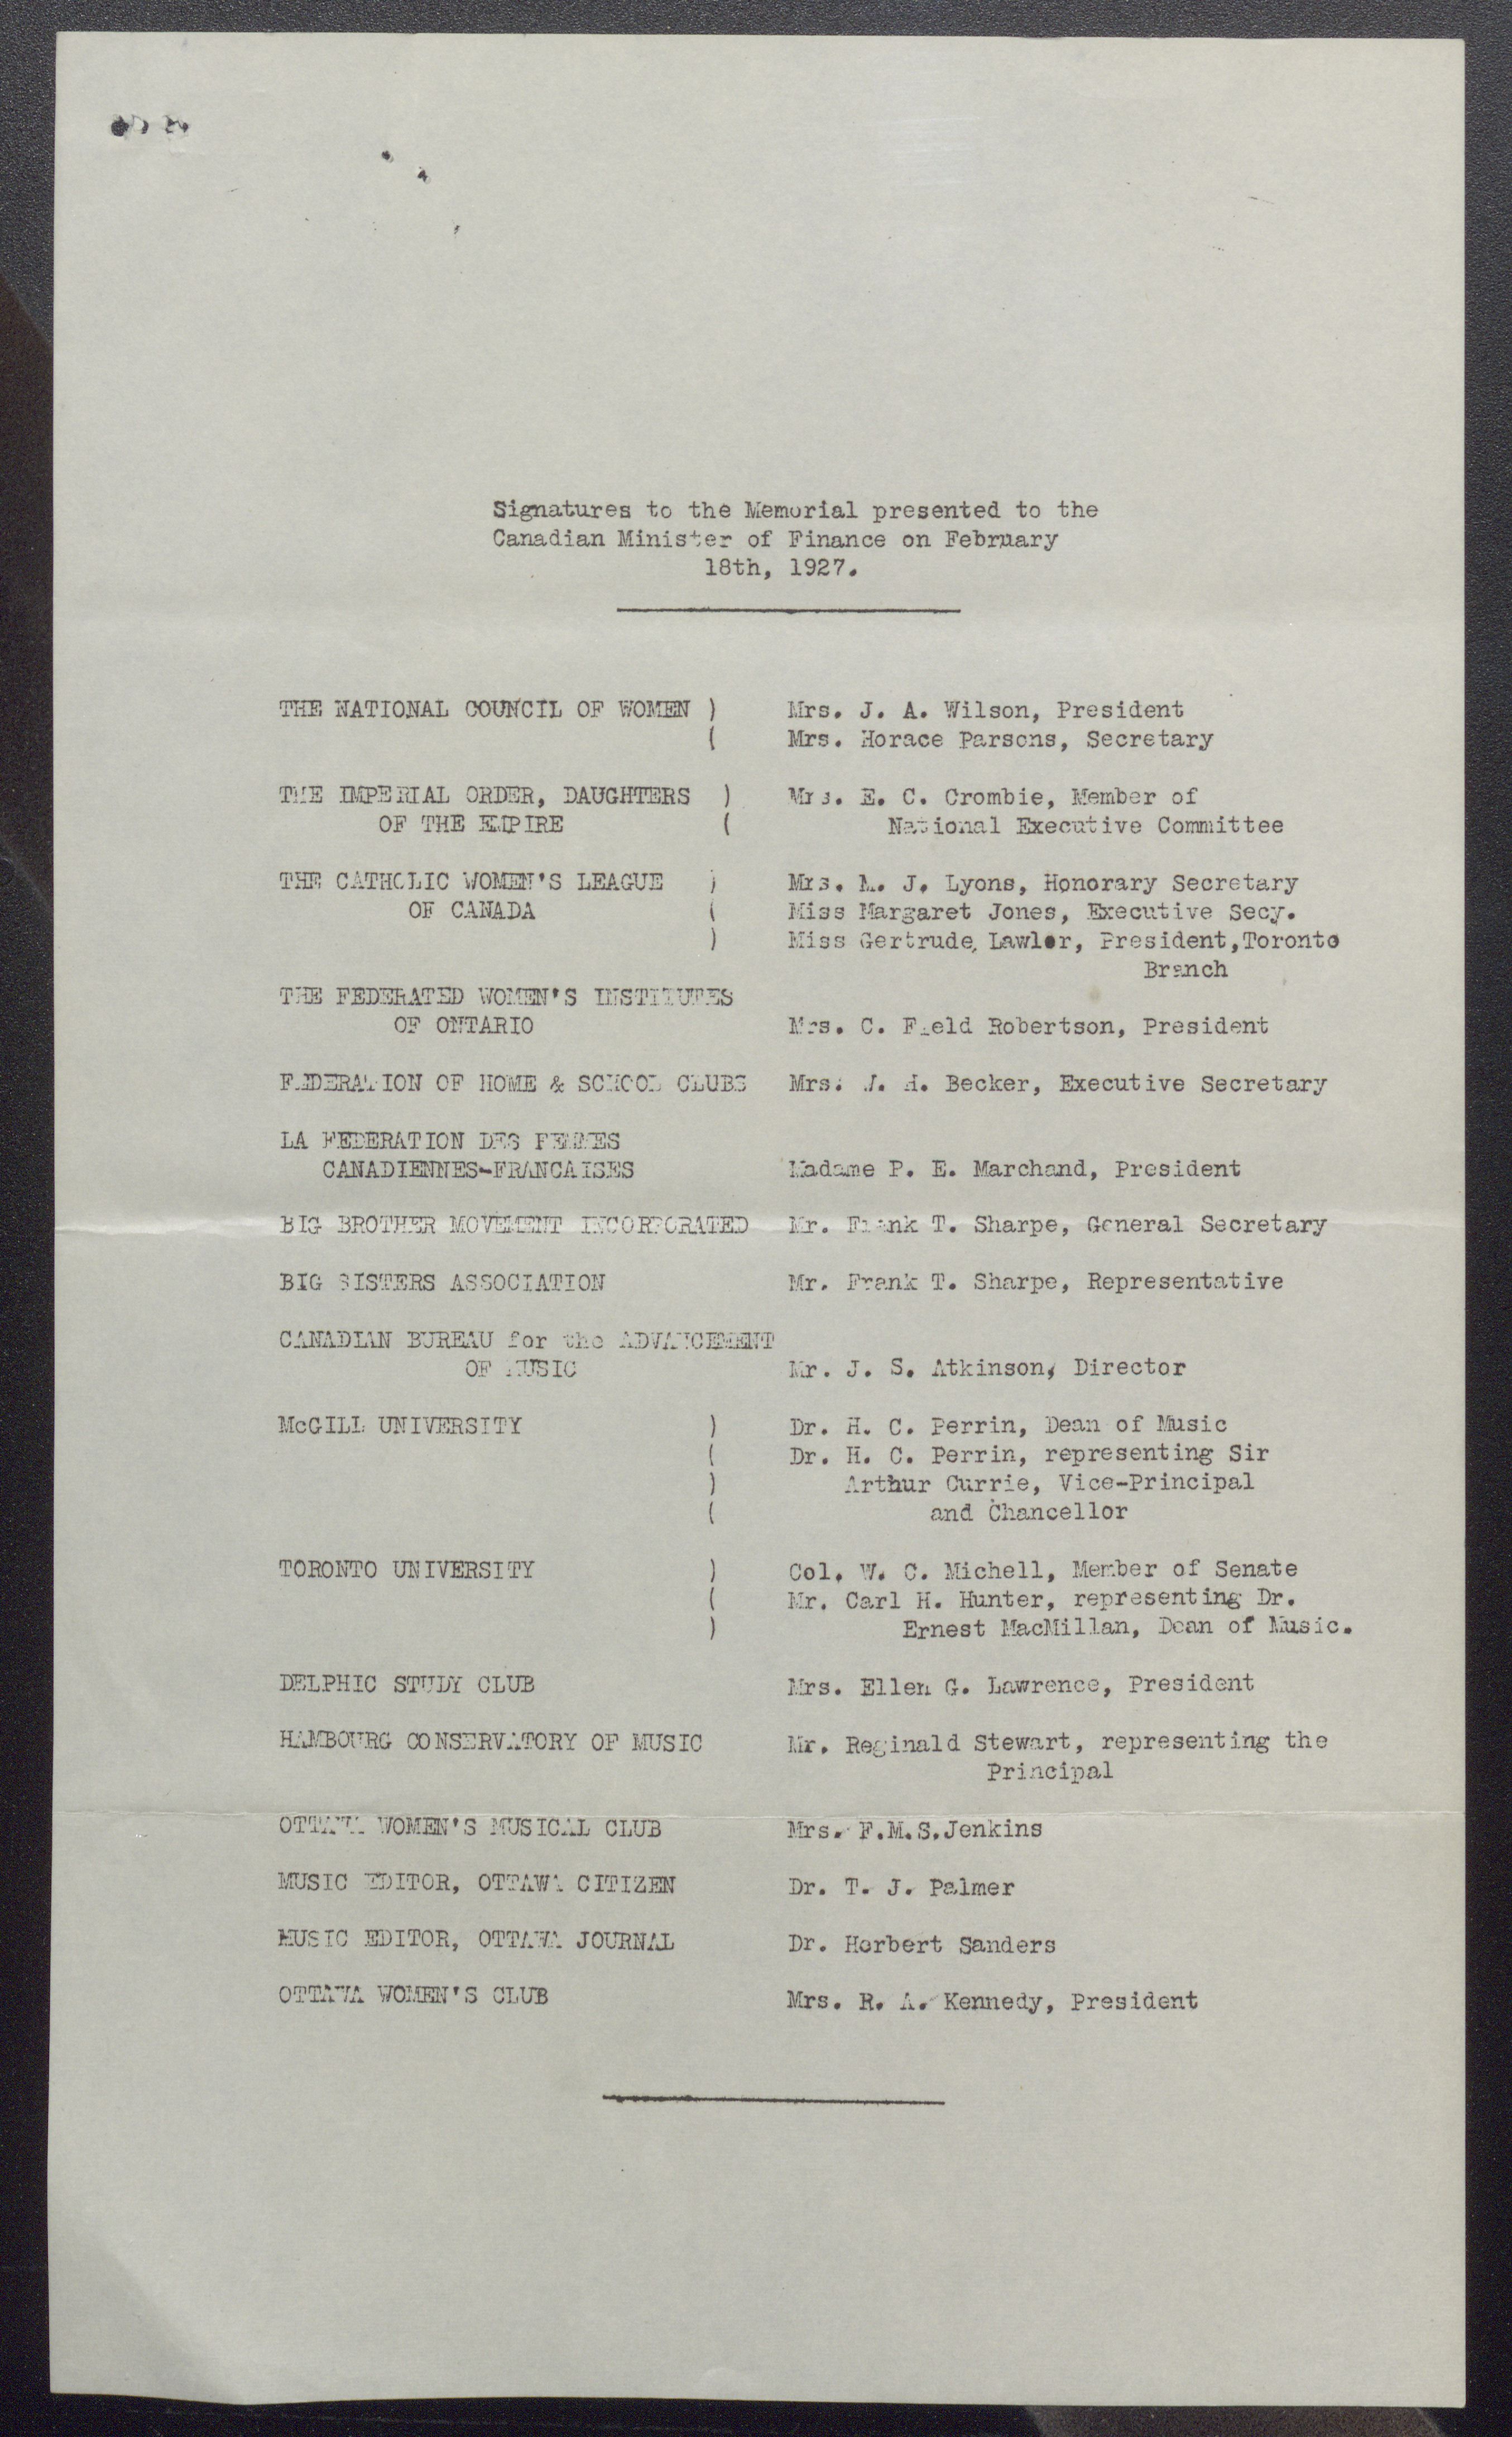 Signatures to the Memorial presented to the
Canadian Minister of Finance on February
18th, 1927.
THE NATIONAL COUNCIL OF WOMEN ) Mrs. J. A. Wilson, President
( Mrs. Horace Parsons, Secretary
THE IMPERIAL ORDER, DAUGHTERS ) Mrs. E. C. Crombie, Member of
OF THE EMPIRE ( National Executive Committee
THE CATHOLIC WOMEN'S LEAGUE ) Mrs. M. J. Lyons, Honorary Secretary
OF CANADA ( Miss Margaret Jones, Executive Secy.
) Miss Gertrude Lawlor, President,Toronto
Branch
THE FEDERATED WOMEN'S INSTITUTES
OF ONTARIO Mrs. C. Field Robertson, President
FEDERATION OF HOME & SCHOOL CLUBS Mrs. Becker, Executive Secretary
LA FEDERATION DES FEMMES
CANADIENNES-FRANCAISES Madame P. E. Marchand, President
BIG BROTHER MOVEMENT INCORPORATED Mr. Frank T. Sharpe, General Secretary
BIG SISTERS ASSOCIATION Mr. Frank T. Sharpe, Representative
CANADIAN BUREAU for the ADVANCEMENT
OF MUSIC Mr. J. S. Atkinson, Director
McGILL UNIVERSITY ) Dr. H. C. Perrin, Dean of Music
( Dr. H. C. Perrin, representing Sir
) Arthur Currie, Vice-Principal
( and Chancellor
TORONTO UNIVERSITY ) Col. W. C. Michell, Member of Senate
( Mr. Carl H. Hunter, representing Dr.
) Ernest MacMillan, Dean of Music.
DELPHIC STUDY CLUB Mrs. Ellen G. Lawrence, President
HAMBOURG CONSERVATORY OF MUSIC Mr. Reginald Stewart, representing the
Principal
OTTAWA WOMEN'S MUSICAL CLUB Mrs. F.M.S.Jenkins
MUSIC EDITOR, OTTAWA CITIZEN Dr. T. J. Palmer
MUSIC EDITOR, OTTAWA JOURNAL Dr. Herbert Sanders
OTTAWA WOMEN'S CLUB Mrs. R. A. Kennedy, President